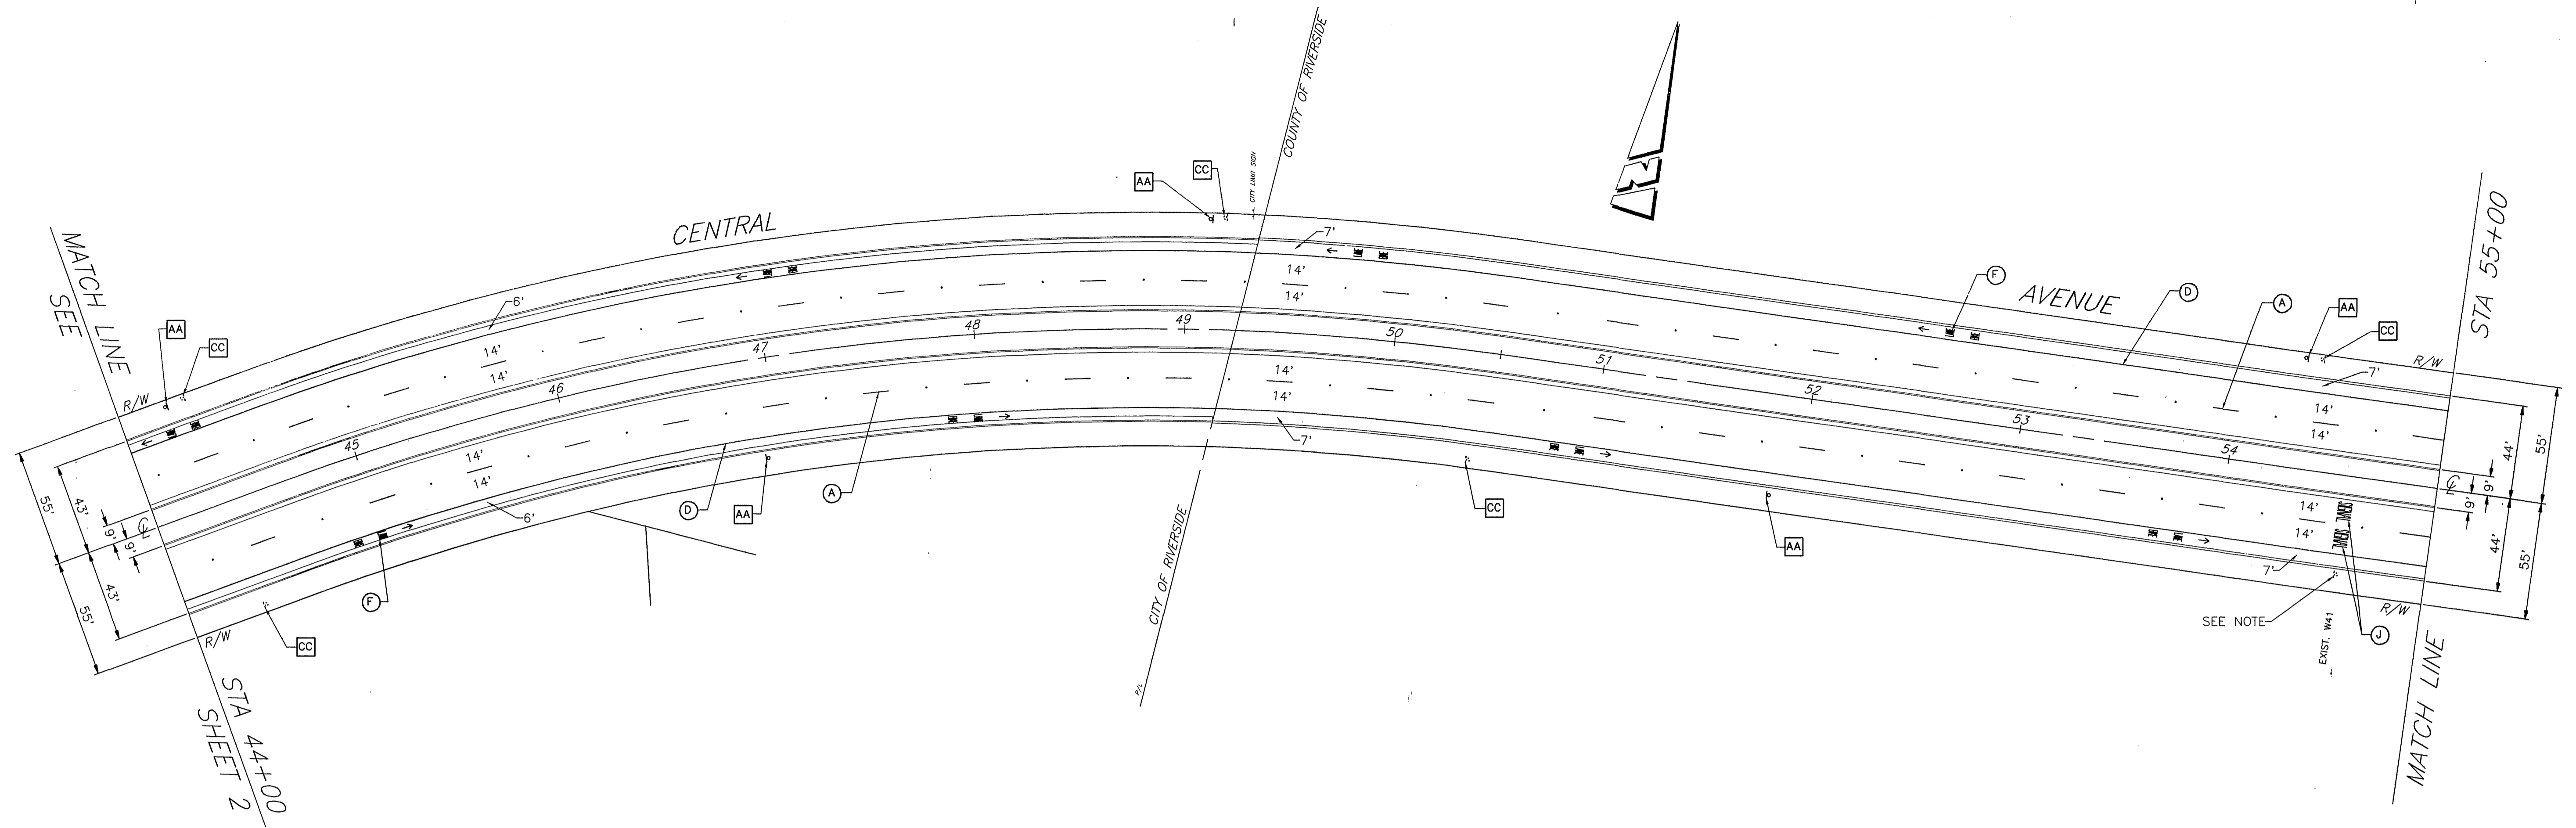 MATCH LINE
SEE
STA 44+00
SHEET 2
CENTRAL
AVENUE
COUNTY OF RIVERSIDE
CITY LIMIT SIGN
CITY OF RIVERSIDE
P/L
STA 55+00
MATCH LINE
R/W
R/W
R/W
R/W
AA
CC
AA
CC
AA
CC
AA
CC
AA
CC
F
D
A
D
A
F
J
SEE NOTE
EXIST. W41
45
46
47
48
49
50
51
52
53
54
6'
7'
7'
6'
7'
7'
14'
14'
14'
14'
14'
14'
14'
14'
14'
14'
14'
14'
55'
43'
9'
9'
43'
55'
℄
℄
9'
9'
44'
55'
44'
55'